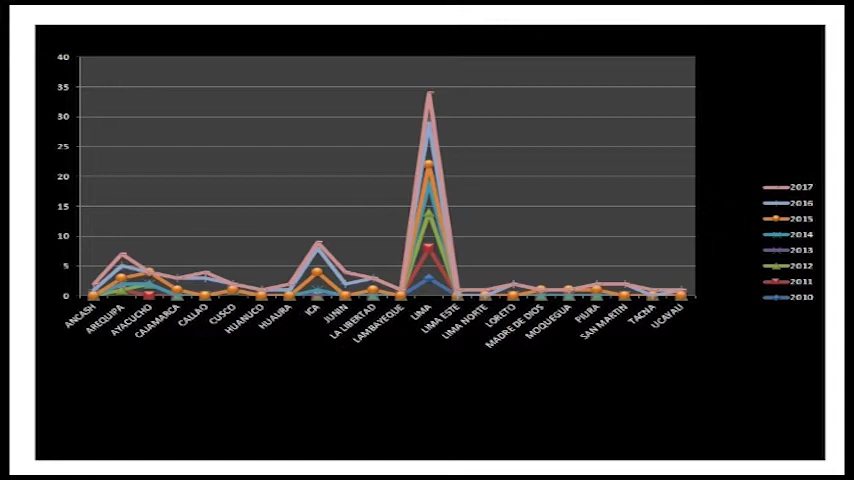 40
35
30
25
20
15
10
5
0
ANCASH
AREQUIPA
AYACUCHO
CAJAMARCA
CALLAO
CUSCO
HUANUCO
HUAURA
ICA
JUNIN
LA LIBERTAD
LAMBAYEQUE
LIMA
LIMA ESTE
LIMA NORTE
LORETO
MADRE DE DIOS
MOQUEGUA
PIURA
SAN MARTIN
TACNA
UCAYALI
2017
2016
2015
2014
2013
2012
2011
2010